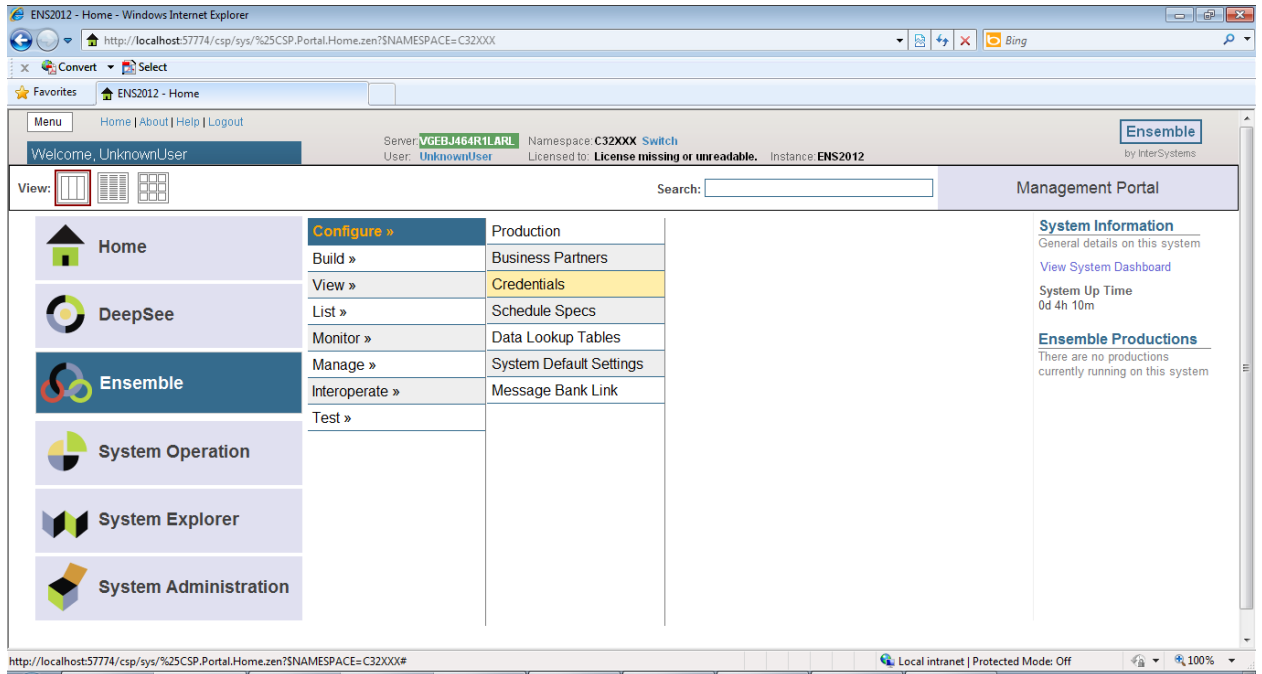 ENS2012 - Home - Windows Internet Explorer
http://localhost:57774/csp/sys/%25CSP.Portal.Home.zen?$NAMESPACE=C32XXX
Bing
x Convert Select
Favorites ENS2012 - Home
Menu Home | About | Help | Logout
Server: VGEBJ464R1LARL Namespace: C32XXX Switch
Ensemble
Welcome, UnknownUser
User: UnknownUser Licensed to: License missing or unreadable. Instance: ENS2012
by InterSystems
View: Search: Management Portal
Home
DeepSee
Ensemble
System Operation
System Explorer
System Administration
Configure »
Build »
View »
List »
Monitor »
Manage »
Interoperate »
Test »
Production
Business Partners
Credentials
Schedule Specs
Data Lookup Tables
System Default Settings
Message Bank Link
System Information
General details on this system
View System Dashboard
System Up Time
0d 4h 10m
Ensemble Productions
There are no productions
currently running on this system
http://localhost:57774/csp/sys/%25CSP.Portal.Home.zen?$NAMESPACE=C32XXX# Local intranet | Protected Mode: Off 100%